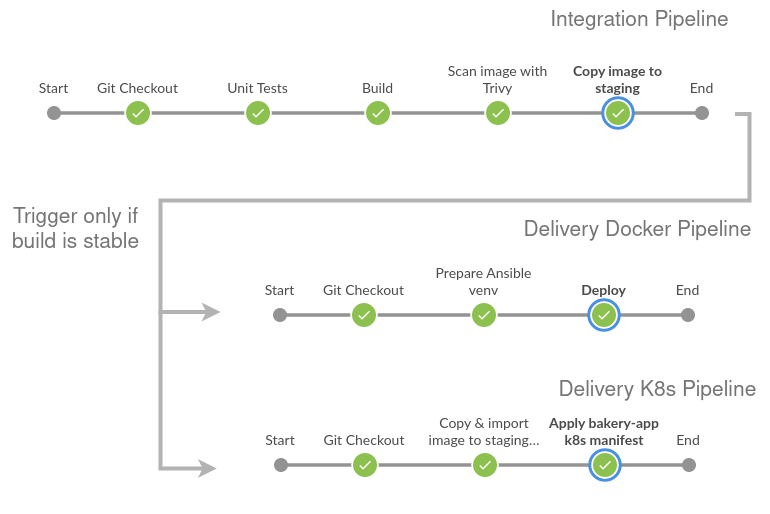 Integration Pipeline
Scan image with
Copy image to
Start
Git Checkout
Unit Tests
Build
Trivy
staging
End
Trigger only if
build is stable
Delivery Docker Pipeline
Prepare Ansible
Start
Git Checkout
venv
Deploy
End
Delivery K8s Pipeline
Copy & import
Apply bakery-app
Start
Git Checkout
image to staging...
k8s manifest
End